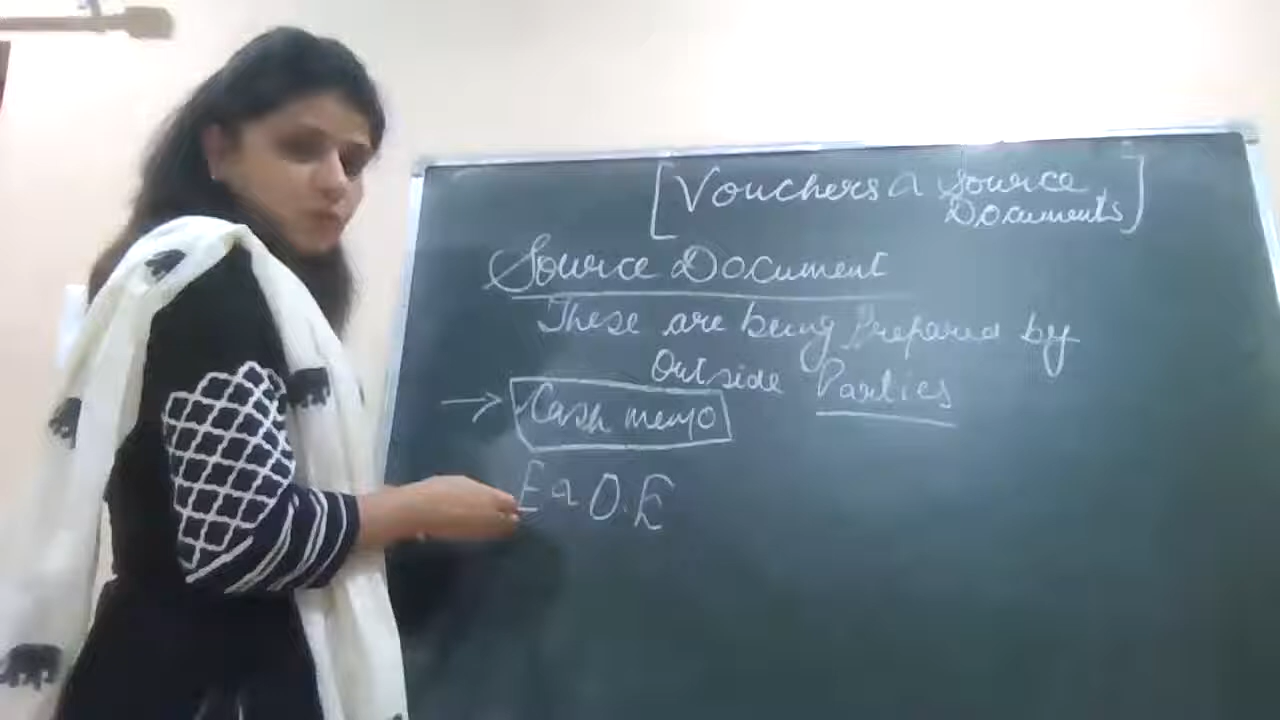 [Vouchers & Source
Documents]
Source Document
These are being Prepared by
Outside Parties
→ Cash memo
E & O.E